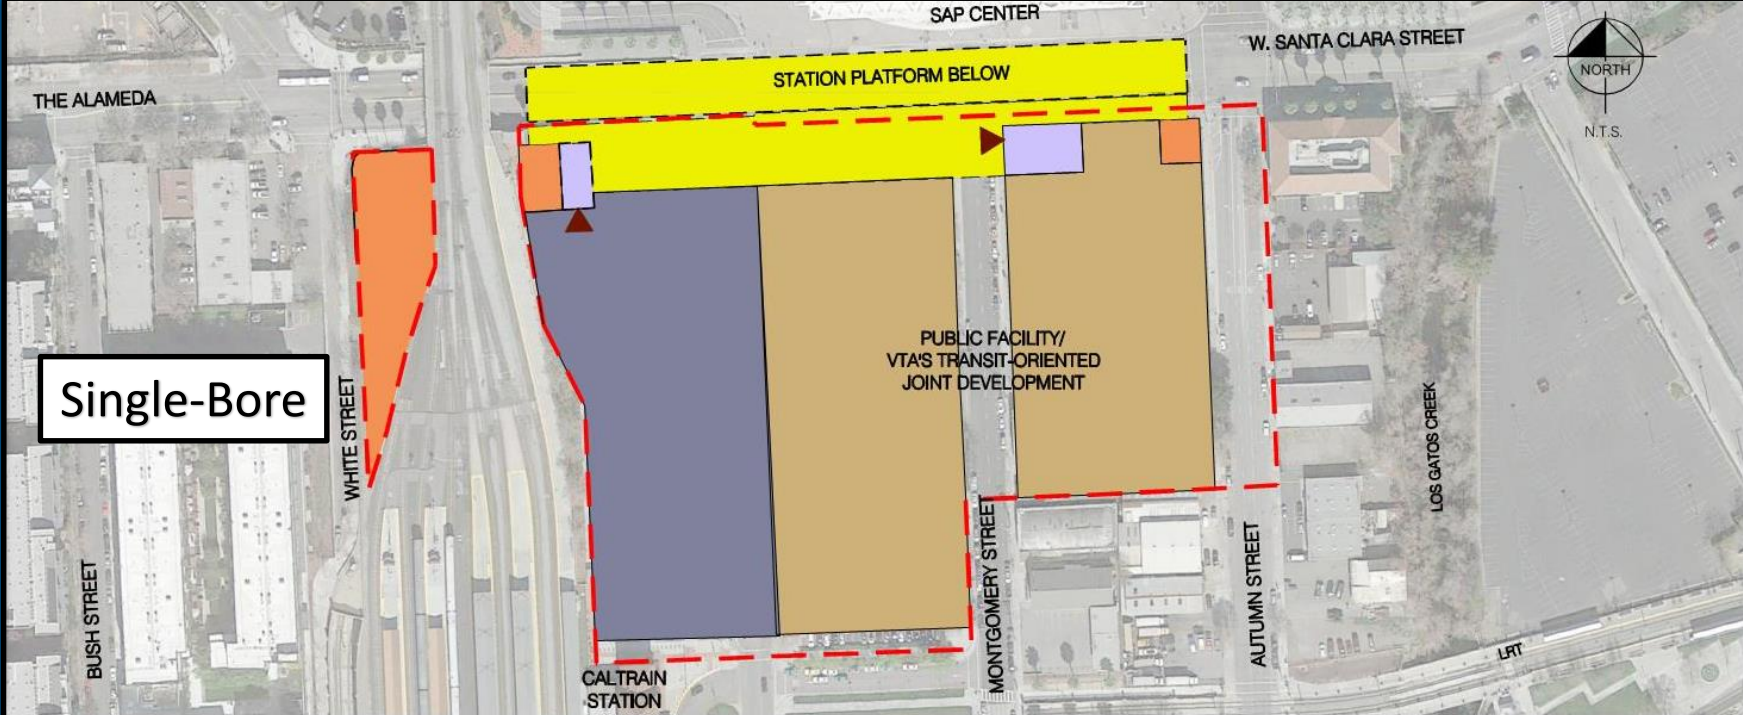 SAP CENTER
W. SANTA CLARA STREET
STATION PLATFORM BELOW
NORTH
THE ALAMEDA
N.T.S.
PUBLIC FACILITY/
VTA'S TRANSIT-ORIENTED
JOINT DEVELOPMENT
Single-Bore
WHITE STREET
LOS GATOS CREEK
BUSH STREET
MONTGOMERY STREET
AUTUMN STREET
LRT
CALTRAIN
STATION